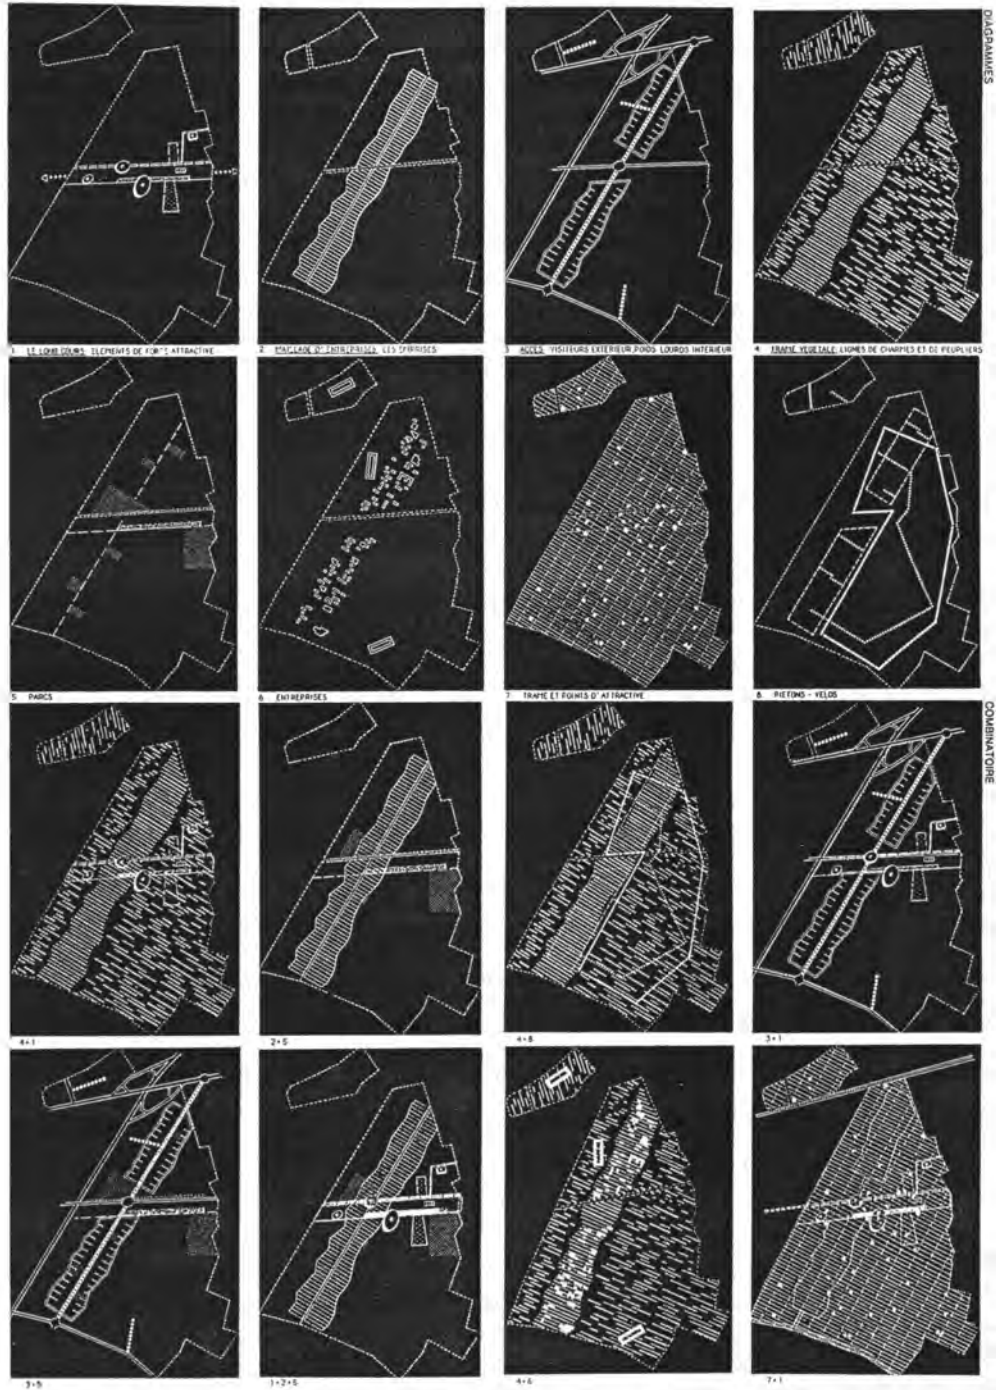 DIAGRAMMES
1 LE LONG COURS: ELEMENTS DE FORTE ATTRACTIVE
2 MAILLAGE D'ENTREPRISES: LES EMPRISES
3 ACCES: VISITEURS EXTERIEUR, POIDS LOURDS INTERIEUR
4 TRAME VEGETALE: LIGNES DE CHARMES ET DE PEUPLIERS
5 PARCS
6 ENTREPRISES
7 TRAME ET POINTS D'ATTRACTIVE
8 PIETONS - VELOS
COMBINATOIRE
4+1
2+5
4+8
3+1
3+5
1+2+5
4+6
7+1